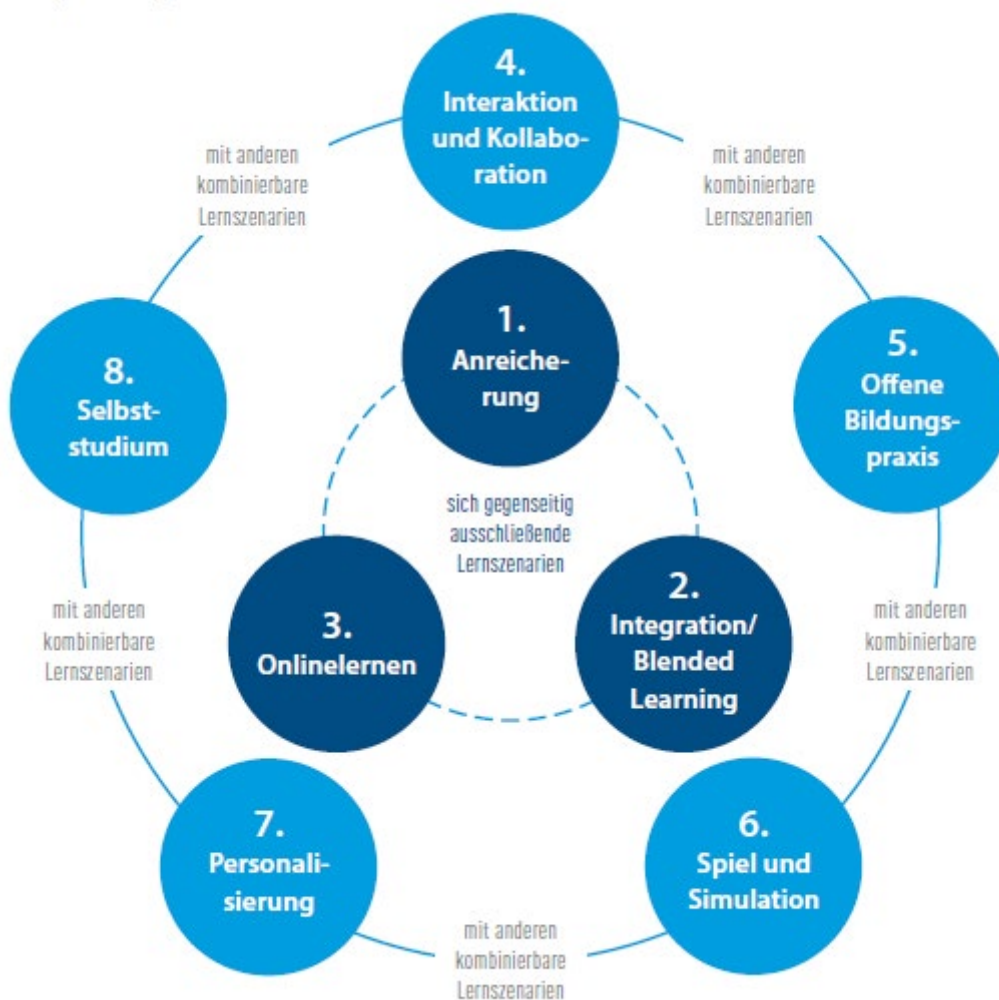 4.
Interaktion
und Kollabo-
ration
mit anderen
kombinierbare
Lernszenarien
mit anderen
kombinierbare
Lernszenarien
1.
Anreiche-
rung
8.
Selbst-
studium
5.
Offene
Bildungs-
praxis
sich gegenseitig
ausschließende
Lernszenarien
3.
Onlinelernen
2.
Integration/
Blended
Learning
mit anderen
kombinierbare
Lernszenarien
mit anderen
kombinierbare
Lernszenarien
7.
Personali-
sierung
6.
Spiel und
Simulation
mit anderen
kombinierbare
Lernszenarien